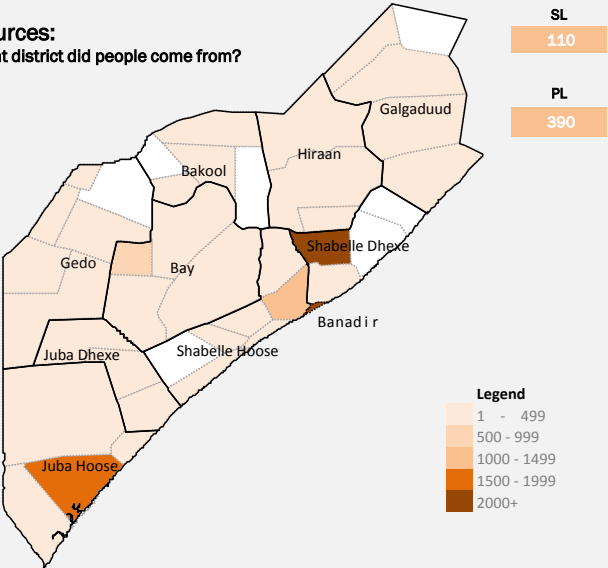 urces:
at district did people come from?
SL
110
PL
390
Galgaduud
Hiraan
Bakool
Shabelle Dhexe
Gedo
Bay
Banadir
Shabelle Hoose
Juba Dhexe
Juba Hoose
Legend
1 - 499
500 - 999
1000 - 1499
1500 - 1999
2000+